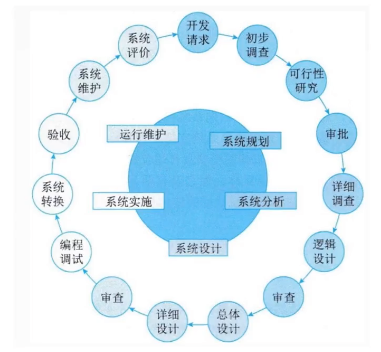 开发
请求
初步
调查
可行性
研究
审批
详细
调查
逻辑
设计
审查
总体
设计
详细
设计
审查
编程
调试
系统
转换
验收
系统
维护
系统
评价
运行维护
系统规划
系统实施
系统分析
系统设计